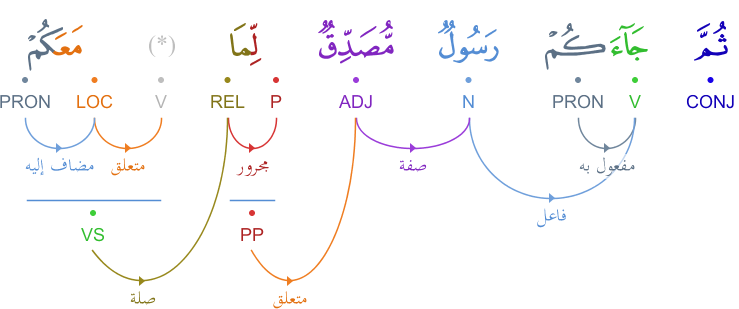 ثُمَّ جَآءَكُمْ رَسُولٌ مُّصَدِّقٌ لِّمَا (*) مَعَكُمْ
PRON LOC V REL P ADJ N PRON V CONJ
مضاف إليه متعلق مجرور صفة مفعول به
فاعل
VS PP
صلة متعلق